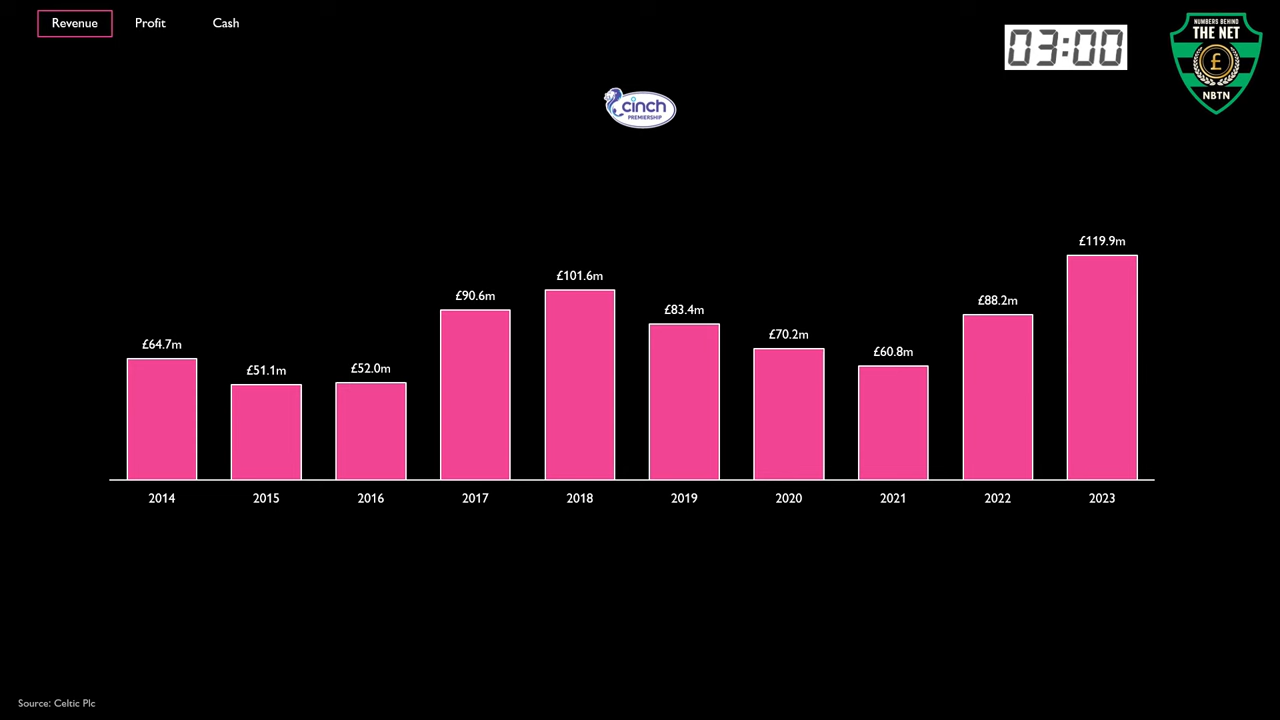 Revenue
Profit
Cash
03:00
NUMBERS BEHIND
THE NET
£
NBTN
cinch
PREMIERSHIP
£64.7m
£51.1m
£52.0m
£90.6m
£101.6m
£83.4m
£70.2m
£60.8m
£88.2m
£119.9m
2014
2015
2016
2017
2018
2019
2020
2021
2022
2023
Source: Celtic Plc